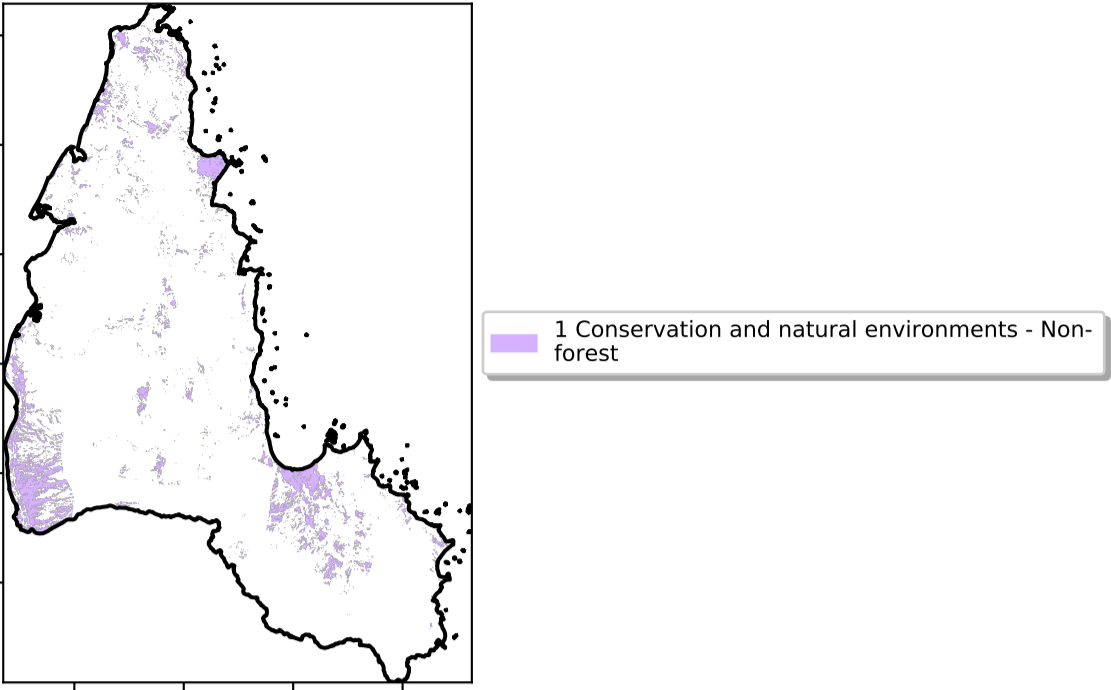 1 Conservation and natural environments - Non-
forest